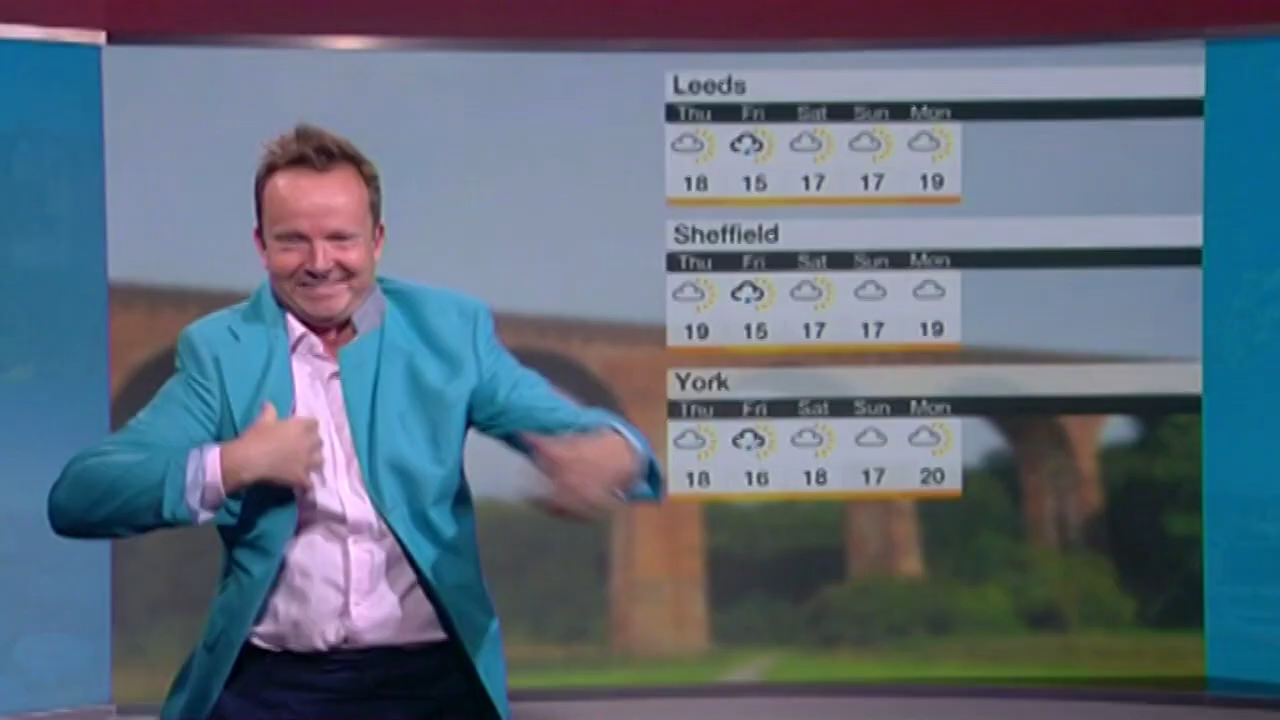 Leeds
Thu Fri Sat Sun Mon
18 15 17 17 19
Sheffield
Thu Fri Sat Sun Mon
19 15 17 17 19
York
Thu Fri Sat Sun Mon
18 16 18 17 20